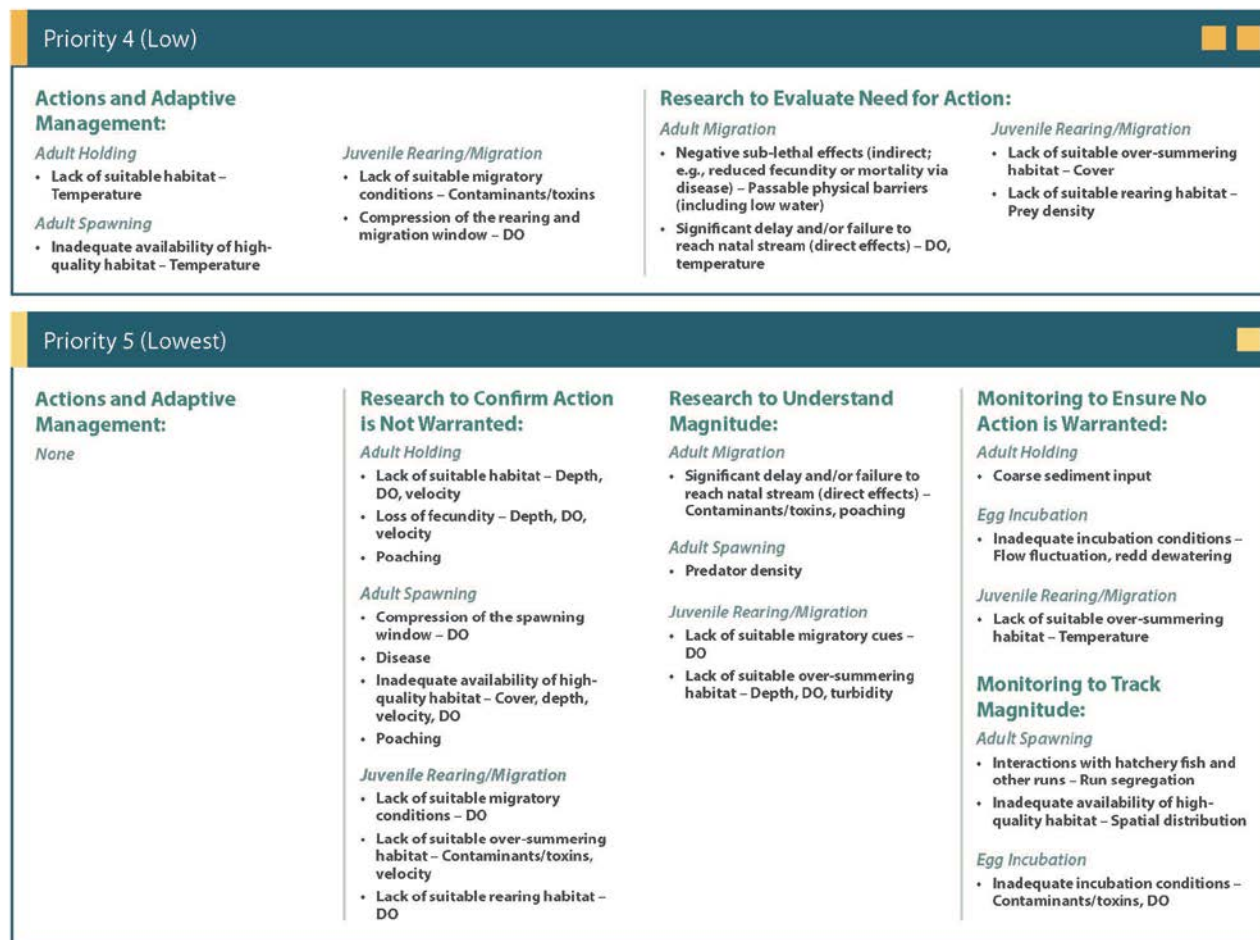 Priority 4 (Low)
Actions and Adaptive
Management:
Adult Holding
• Lack of suitable habitat –
Temperature
Adult Spawning
• Inadequate availability of high-
quality habitat – Temperature
Juvenile Rearing/Migration
• Lack of suitable migratory
conditions – Contaminants/toxins
• Compression of the rearing and
migration window – DO
Research to Evaluate Need for Action:
Adult Migration
• Negative sub-lethal effects (indirect;
e.g., reduced fecundity or mortality via
disease) – Passable physical barriers
(including low water)
• Significant delay and/or failure to
reach natal stream (direct effects) – DO,
temperature
Juvenile Rearing/Migration
• Lack of suitable over-summering
habitat – Cover
• Lack of suitable rearing habitat –
Prey density
Priority 5 (Lowest)
Actions and Adaptive
Management:
None
Research to Confirm Action
is Not Warranted:
Adult Holding
• Lack of suitable habitat – Depth,
DO, velocity
• Loss of fecundity – Depth, DO,
velocity
• Poaching
Adult Spawning
• Compression of the spawning
window – DO
• Disease
• Inadequate availability of high-
quality habitat – Cover, depth,
velocity, DO
• Poaching
Juvenile Rearing/Migration
• Lack of suitable migratory
conditions – DO
• Lack of suitable over-summering
habitat – Contaminants/toxins,
velocity
• Lack of suitable rearing habitat –
DO
Research to Understand
Magnitude:
Adult Migration
• Significant delay and/or failure to
reach natal stream (direct effects) –
Contaminants/toxins, poaching
Adult Spawning
• Predator density
Juvenile Rearing/Migration
• Lack of suitable migratory cues –
DO
• Lack of suitable over-summering
habitat – Depth, DO, turbidity
Monitoring to Ensure No
Action is Warranted:
Adult Holding
• Coarse sediment input
Egg Incubation
• Inadequate incubation conditions –
Flow fluctuation, redd dewatering
Juvenile Rearing/Migration
• Lack of suitable over-summering
habitat – Temperature
Monitoring to Track
Magnitude:
Adult Spawning
• Interactions with hatchery fish and
other runs – Run segregation
• Inadequate availability of high-
quality habitat – Spatial distribution
Egg Incubation
• Inadequate incubation conditions –
Contaminants/toxins, DO